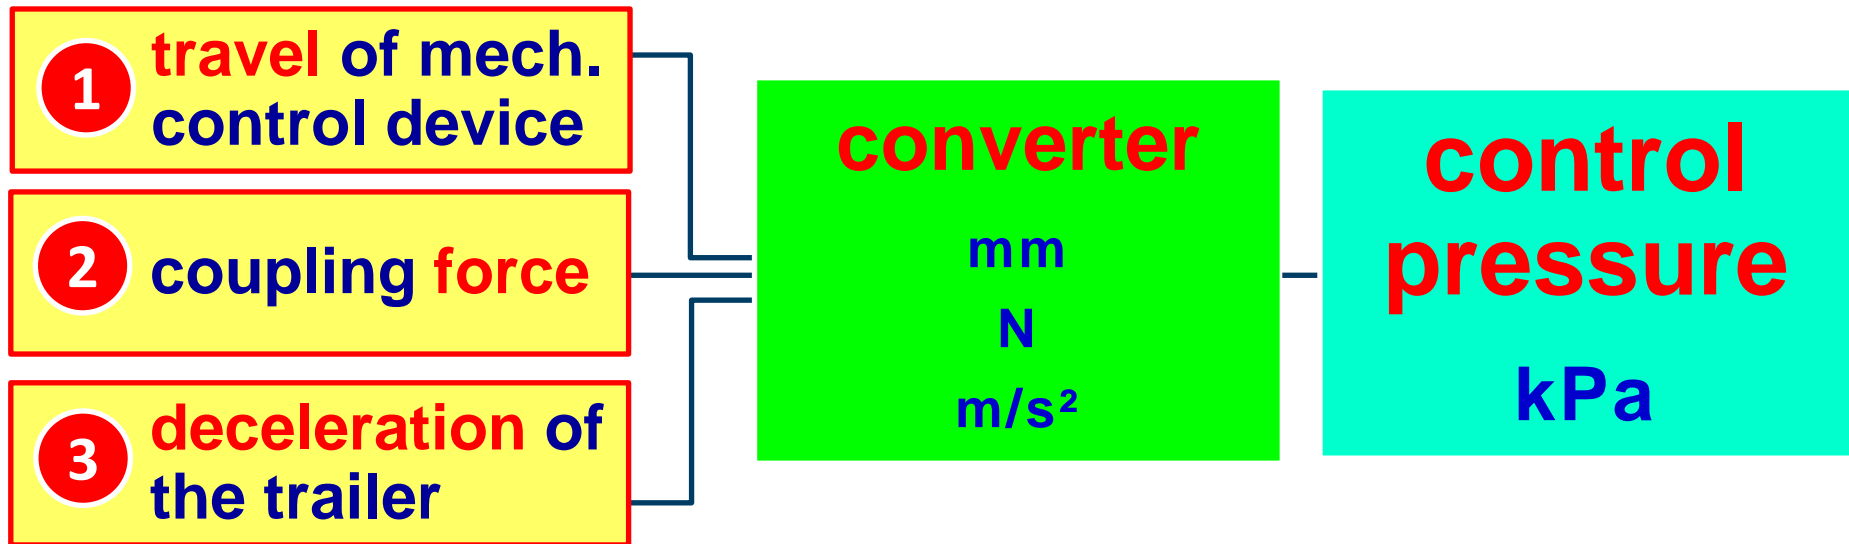 1
travel of mech.
control device
2
coupling force
3
deceleration of
the trailer
converter
mm
N
m/s²
control
pressure
kPa